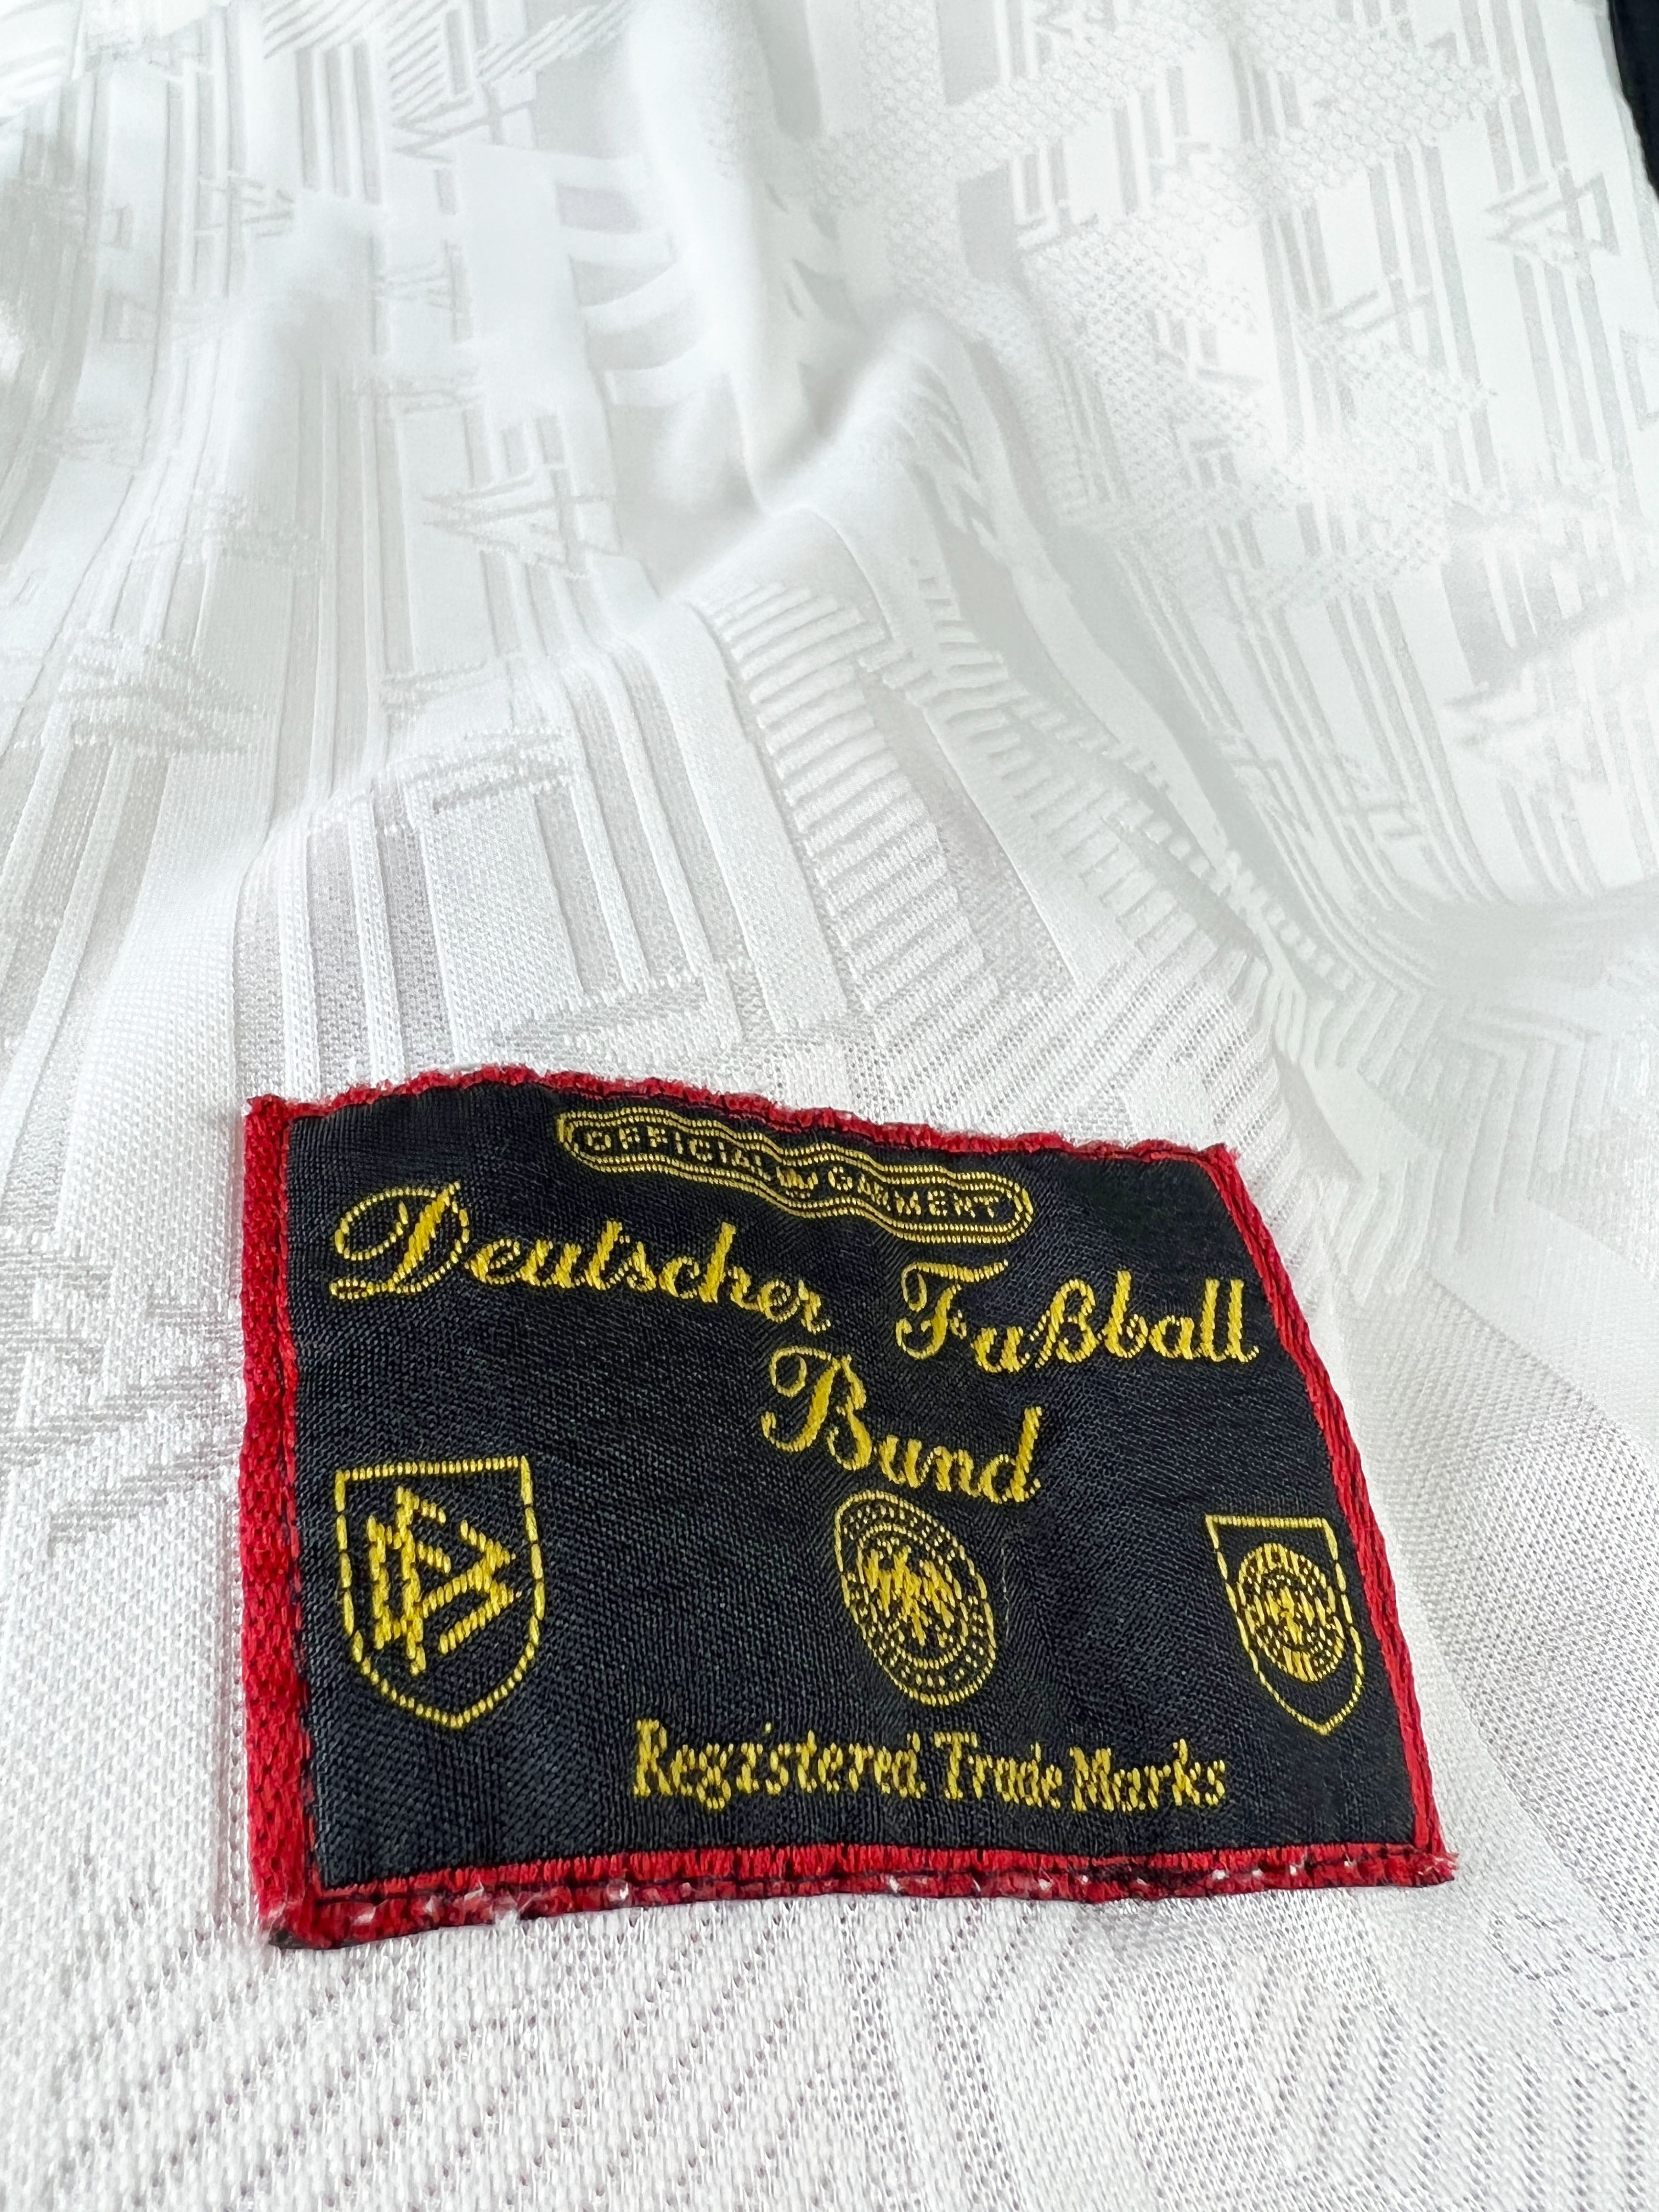 OFFICIAL GARMENT
Deutscher Fußball
Bund
Registered Trade Marks